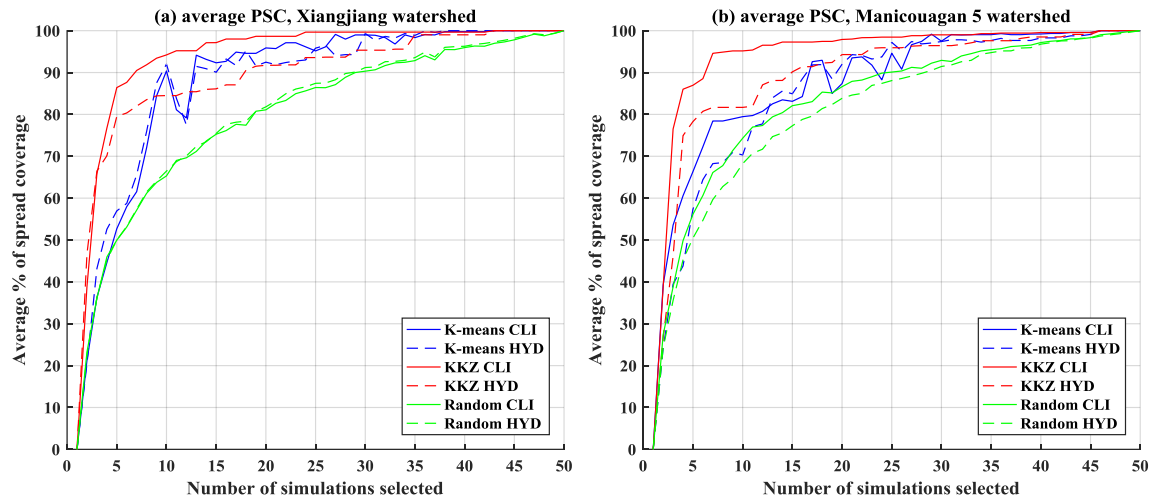 (a) average PSC, Xiangjiang watershed
Average % of spread coverage
100
90
80
70
60
50
40
30
20
10
0
0 5 10 15 20 25 30 35 40 45 50
Number of simulations selected
K-means CLI
K-means HYD
KKZ CLI
KKZ HYD
Random CLI
Random HYD
(b) average PSC, Manicouagan 5 watershed
Average % of spread coverage
100
90
80
70
60
50
40
30
20
10
0
0 5 10 15 20 25 30 35 40 45 50
Number of simulations selected
K-means CLI
K-means HYD
KKZ CLI
KKZ HYD
Random CLI
Random HYD